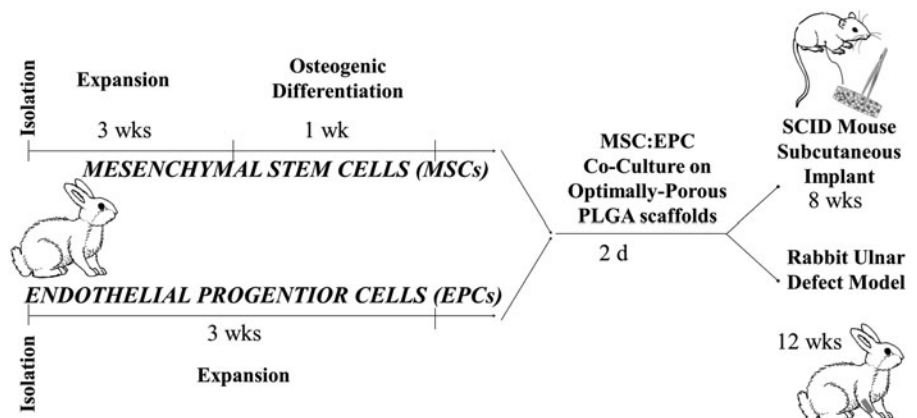 Isolation
Expansion
3 wks
Osteogenic
Differentiation
1 wk
MESENCHYMAL STEM CELLS (MSCs)
ENDOTHELIAL PROGENTIOR CELLS (EPCs)
3 wks
Expansion
Isolation
MSC:EPC
Co-Culture on
Optimally-Porous
PLGA scaffolds
2 d
SCID Mouse
Subcutaneous
Implant
8 wks
Rabbit Ulnar
Defect Model
12 wks